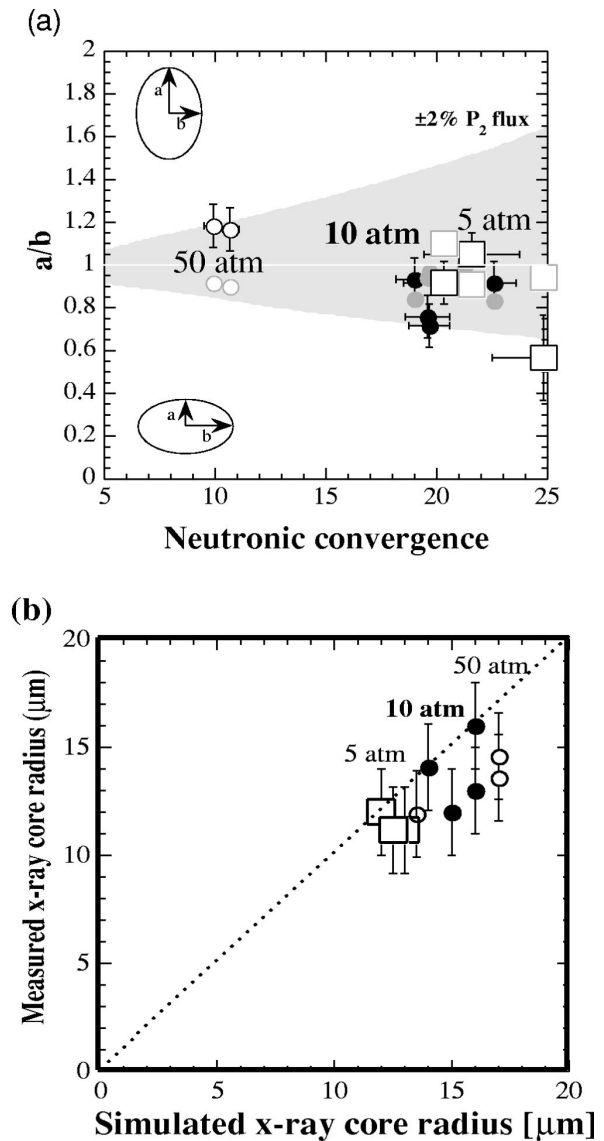 (a)
2
1.8
1.6
1.4
1.2
1
0.8
0.6
0.4
0.2
0
a/b
a
b
±2% P₂ flux
10 atm
5 atm
50 atm
a
b
5
10
15
20
25
Neutronic convergence
(b)
20
15
10
5
0
Measured x-ray core radius (μm)
50 atm
10 atm
5 atm
0
5
10
15
20
Simulated x-ray core radius [μm]